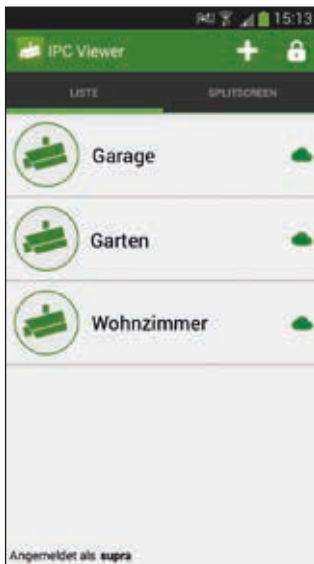 15:13
IPC Viewer
LISTE SPLITSCREEN
Garage
Garten
Wohnzimmer
Angemeldet als supra